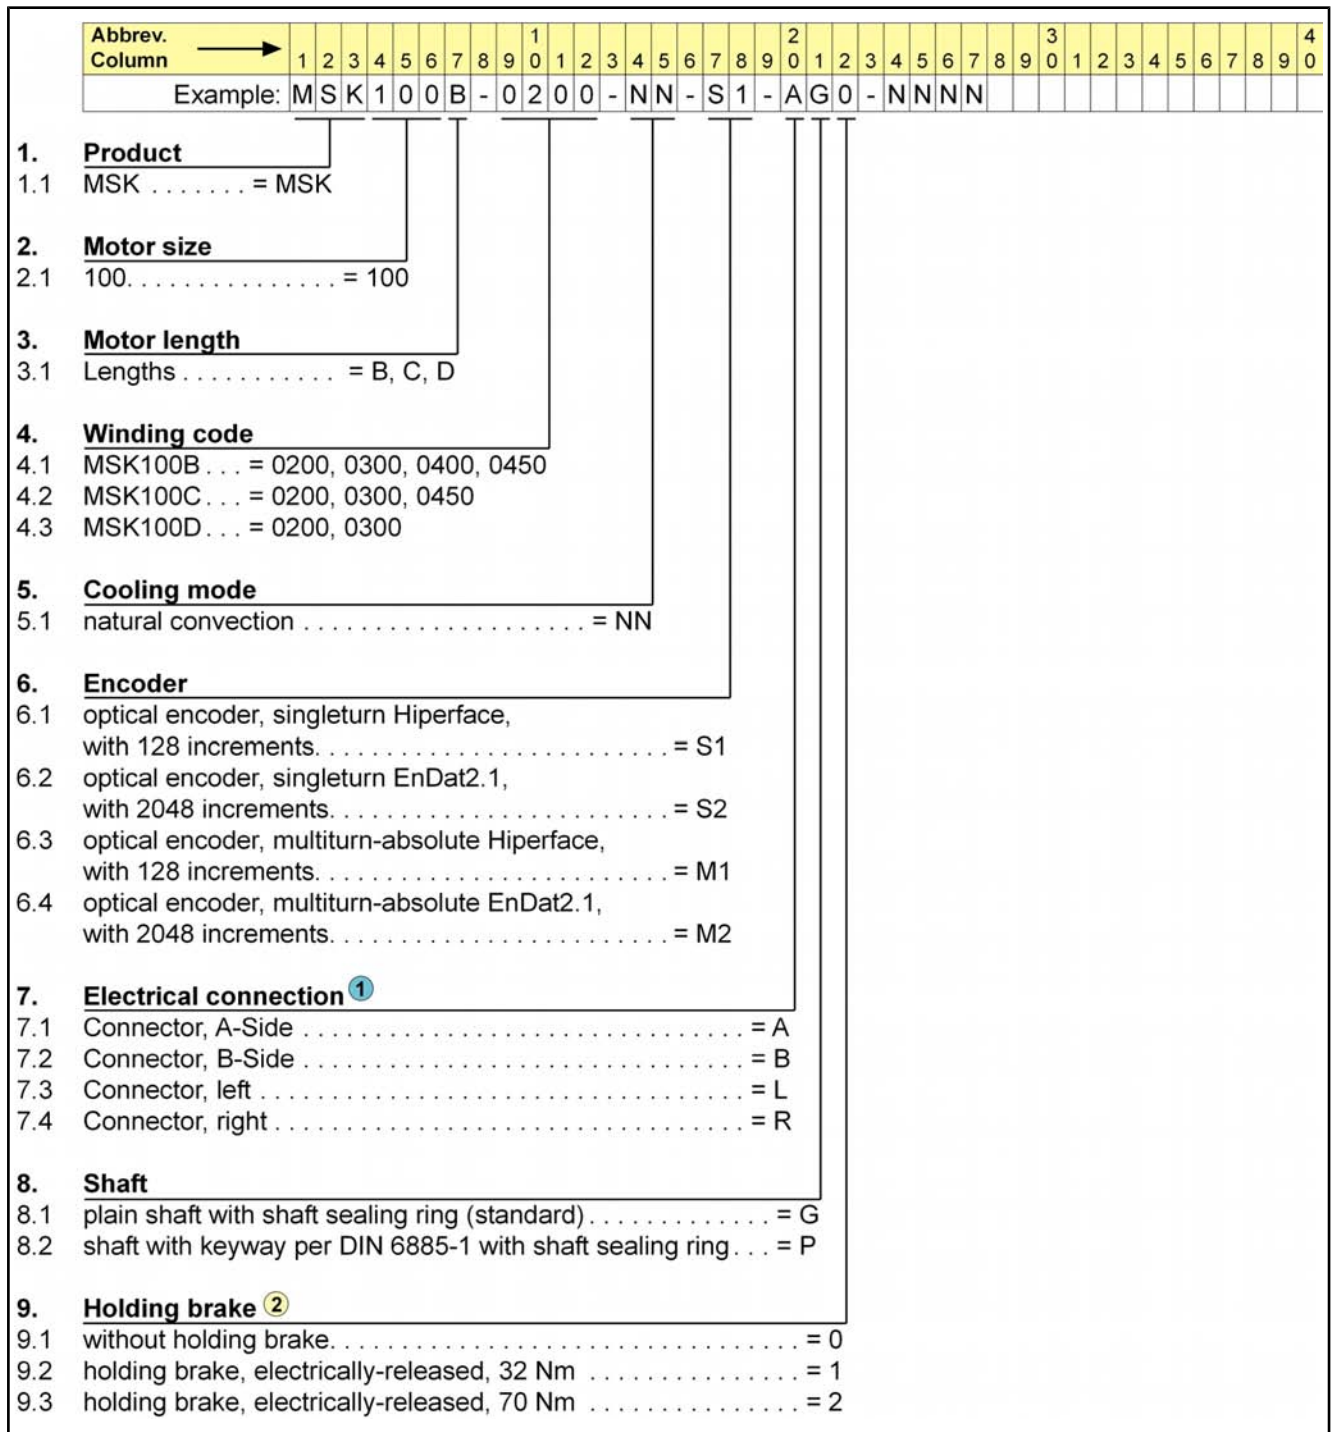 Abbrev. 1 2 3 4
Column 1 2 3 4 5 6 7 8 9 0 1 2 3 4 5 6 7 8 9 0 1 2 3 4 5 6 7 8 9 0 1 2 3 4 5 6 7 8 9 0
Example: M S K 1 0 0 B - 0 2 0 0 - N N - S 1 - A G 0 - N N N N
1. Product
1.1 MSK . . . . . . . = MSK
2. Motor size
2.1 100. . . . . . . . . . . . . . . = 100
3. Motor length
3.1 Lengths . . . . . . . . . . . = B, C, D
4. Winding code
4.1 MSK100B . . . = 0200, 0300, 0400, 0450
4.2 MSK100C . . . = 0200, 0300, 0450
4.3 MSK100D . . . = 0200, 0300
5. Cooling mode
5.1 natural convection . . . . . . . . . . . . . . . . . . . . = NN
6. Encoder
6.1 optical encoder, singleturn Hiperface,
with 128 increments. . . . . . . . . . . . . . . . . . . . . . . . . = S1
6.2 optical encoder, singleturn EnDat2.1,
with 2048 increments. . . . . . . . . . . . . . . . . . . . . . . . = S2
6.3 optical encoder, multiturn-absolute Hiperface,
with 128 increments. . . . . . . . . . . . . . . . . . . . . . . . . = M1
6.4 optical encoder, multiturn-absolute EnDat2.1,
with 2048 increments. . . . . . . . . . . . . . . . . . . . . . . . = M2
7. Electrical connection 1
7.1 Connector, A-Side . . . . . . . . . . . . . . . . . . . . . . . . . . . . . . . = A
7.2 Connector, B-Side . . . . . . . . . . . . . . . . . . . . . . . . . . . . . . . = B
7.3 Connector, left . . . . . . . . . . . . . . . . . . . . . . . . . . . . . . . . . . = L
7.4 Connector, right . . . . . . . . . . . . . . . . . . . . . . . . . . . . . . . . . = R
8. Shaft
8.1 plain shaft with shaft sealing ring (standard) . . . . . . . . . . . . . = G
8.2 shaft with keyway per DIN 6885-1 with shaft sealing ring . . . = P
9. Holding brake 2
9.1 without holding brake. . . . . . . . . . . . . . . . . . . . . . . . . . . . . . . . . = 0
9.2 holding brake, electrically-released, 32 Nm . . . . . . . . . . . . . . . = 1
9.3 holding brake, electrically-released, 70 Nm . . . . . . . . . . . . . . . = 2